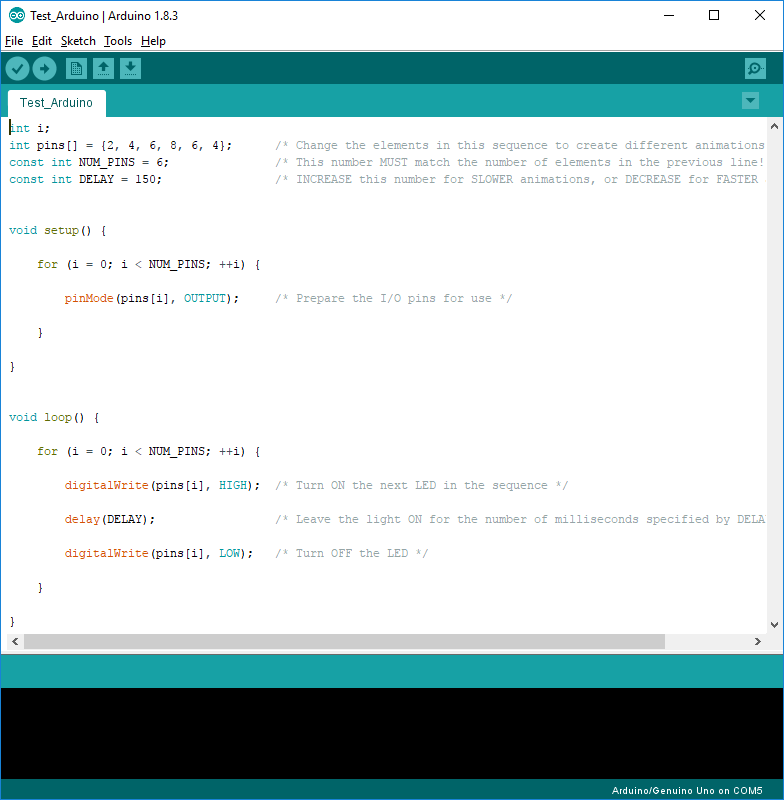 Test_Arduino | Arduino 1.8.3
File Edit Sketch Tools Help
Test_Arduino
int i;
int pins[] = {2, 4, 6, 8, 6, 4};      /* Change the elements in this sequence to create different animations
const int NUM_PINS = 6;               /* This number MUST match the number of elements in the previous line!
const int DELAY = 150;                /* INCREASE this number for SLOWER animations, or DECREASE for FASTER
void setup() {
    for (i = 0; i < NUM_PINS; ++i) {
        pinMode(pins[i], OUTPUT);     /* Prepare the I/O pins for use */
    }
}
void loop() {
    for (i = 0; i < NUM_PINS; ++i) {
        digitalWrite(pins[i], HIGH);  /* Turn ON the next LED in the sequence */
        delay(DELAY);                 /* Leave the light ON for the number of milliseconds specified by DELA
        digitalWrite(pins[i], LOW);   /* Turn OFF the LED */
    }
}
Arduino/Genuino Uno on COM5